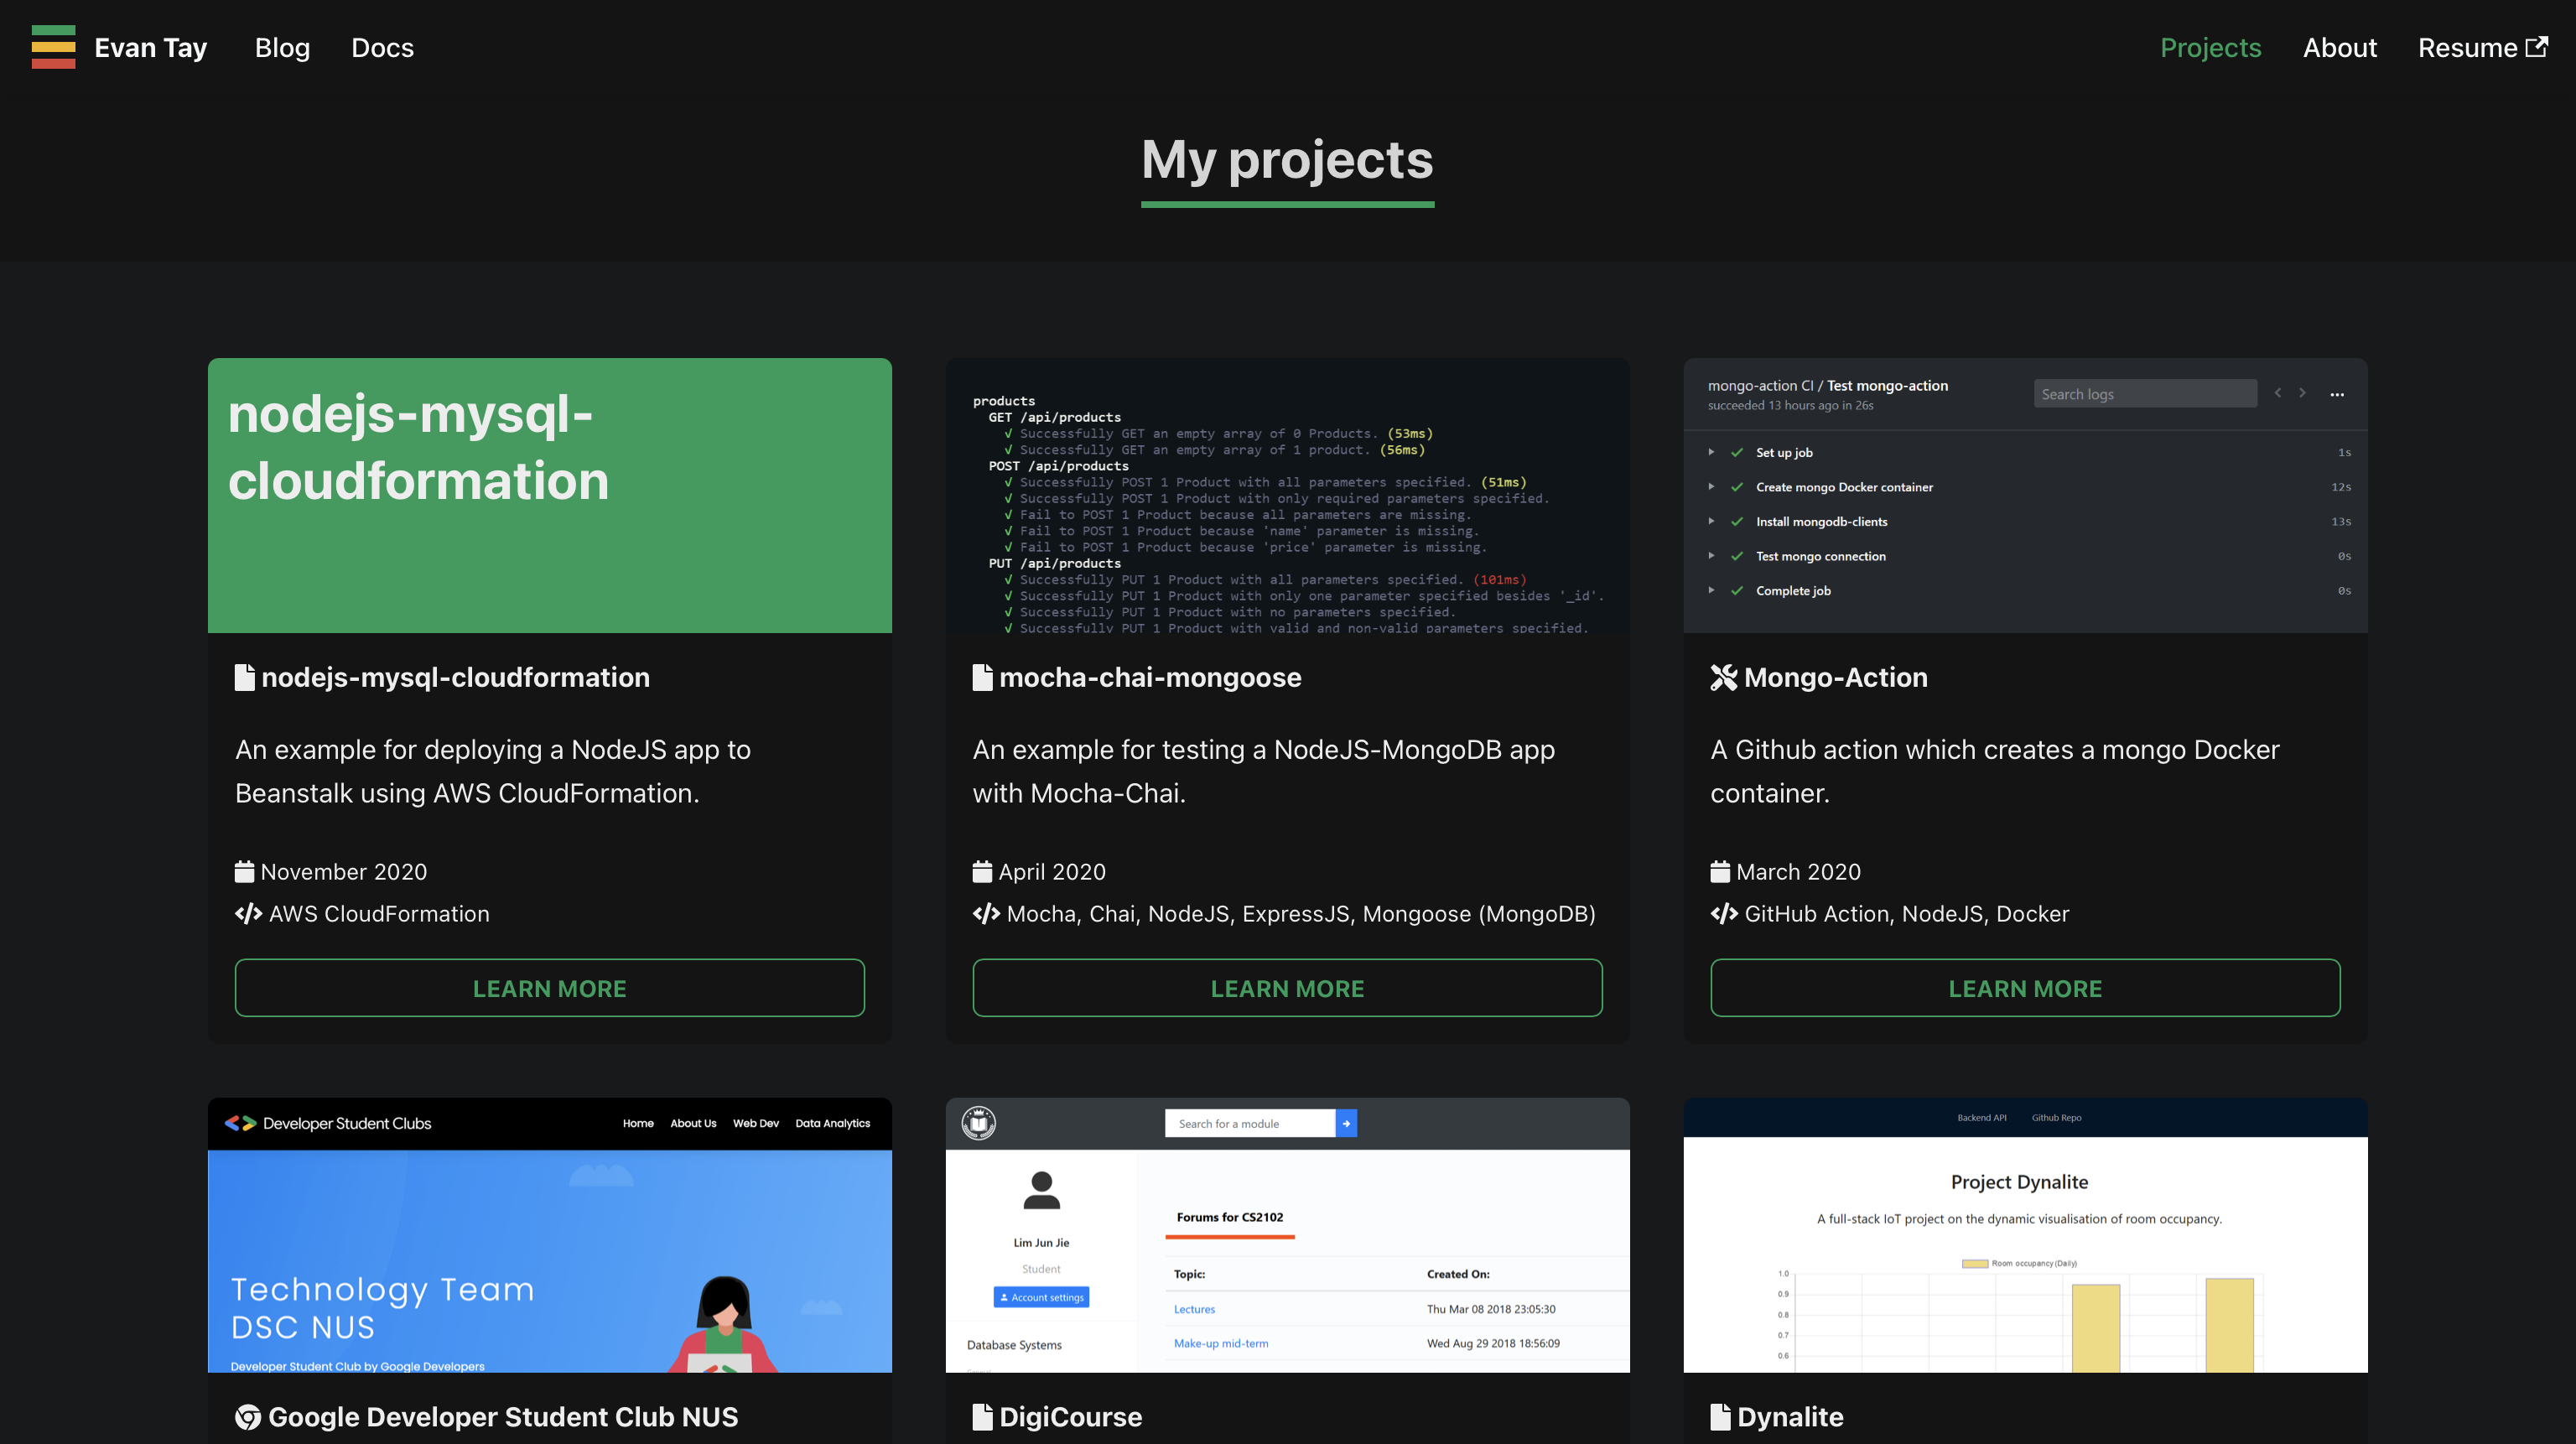 Evan Tay
Blog
Docs
Projects
About
Resume
My projects
nodejs-mysql-
cloudformation
nodejs-mysql-cloudformation
An example for deploying a NodeJS app to
Beanstalk using AWS CloudFormation.
November 2020
AWS CloudFormation
LEARN MORE
products
GET /api/products
√ Successfully GET an empty array of 0 Products. (53ms)
√ Successfully GET an empty array of 1 product. (56ms)
POST /api/products
√ Successfully POST 1 Product with all parameters specified. (51ms)
√ Successfully POST 1 Product with only required parameters specified.
√ Fail to POST 1 Product because all parameters are missing.
√ Fail to POST 1 Product because 'name' parameter is missing.
√ Fail to POST 1 Product because 'price' parameter is missing.
PUT /api/products
√ Successfully PUT 1 Product with all parameters specified. (101ms)
√ Successfully PUT 1 Product with only one parameter specified besides '_id'.
√ Successfully PUT 1 Product with no parameters specified.
√ Successfully PUT 1 Product with valid and non-valid parameters specified.
mocha-chai-mongoose
An example for testing a NodeJS-MongoDB app
with Mocha-Chai.
April 2020
Mocha, Chai, NodeJS, ExpressJS, Mongoose (MongoDB)
LEARN MORE
mongo-action CI / Test mongo-action
succeeded 13 hours ago in 26s
Search logs
Set up job 1s
Create mongo Docker container 12s
Install mongodb-clients 13s
Test mongo connection 0s
Complete job 0s
Mongo-Action
A Github action which creates a mongo Docker
container.
March 2020
GitHub Action, NodeJS, Docker
LEARN MORE
Developer Student Clubs
Home
About Us
Web Dev
Data Analytics
Technology Team
DSC NUS
Developer Student Club by Google Developers
Google Developer Student Club NUS
Search for a module
Lim Jun Jie
Student
Account settings
Database Systems
Forums for CS2102
Topic: Created On:
Lectures Thu Mar 08 2018 23:05:30
Make-up mid-term Wed Aug 29 2018 18:56:09
DigiCourse
Backend API
Github Repo
Project Dynalite
A full-stack IoT project on the dynamic visualisation of room occupancy.
Room occupancy (Daily)
1.0
0.9
0.8
0.7
0.6
Dynalite